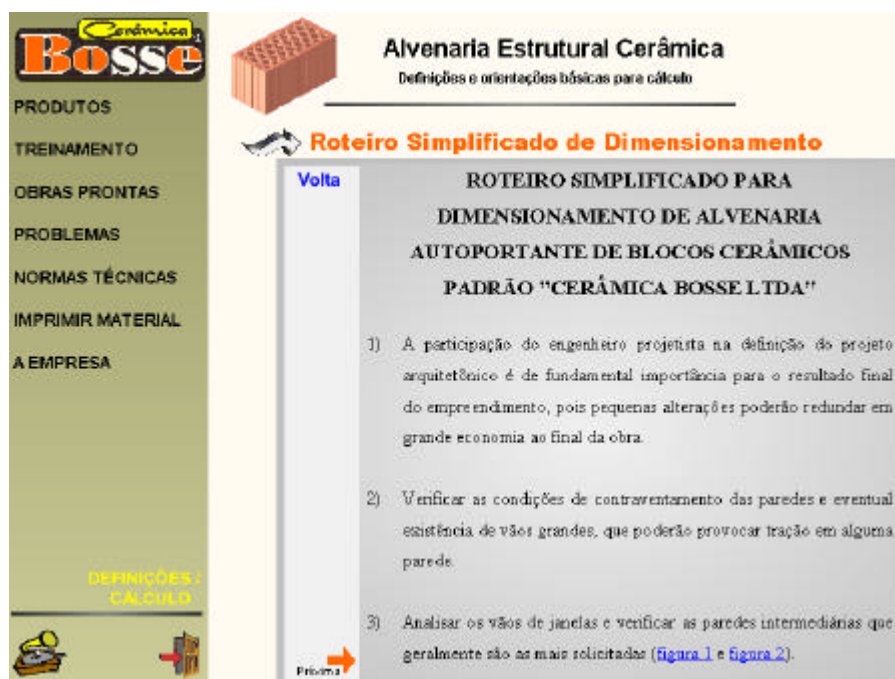 Cerâmica
Bosse
PRODUTOS
TREINAMENTO
OBRAS PRONTAS
PROBLEMAS
NORMAS TÉCNICAS
IMPRIMIR MATERIAL
A EMPRESA
DEFINIÇÕES /
CÁLCULO
Alvenaria Estrutural Cerâmica
Definições e orientações básicas para cálculo
Roteiro Simplificado de Dimensionamento
Volta
ROTEIRO SIMPLIFICADO PARA
DIMENSIONAMENTO DE ALVENARIA
AUTOPORTANTE DE BLOCOS CERÂMICOS
PADRÃO "CERÂMICA BOSSE LTDA"
1) A participação do engenheiro projetista na definição do projeto
arquitetônico é de fundamental importância para o resultado final
do empreendimento, pois pequenas alterações poderão redundar em
grande economia ao final da obra.
2) Verificar as condições de contraventamento das paredes e eventual
existência de vãos grandes, que poderão provocar tração em alguma
parede.
3) Analisar os vãos de janelas e verificar as paredes intermediárias que
geralmente são as mais solicitadas (figura 1 e figura 2).
Próxima